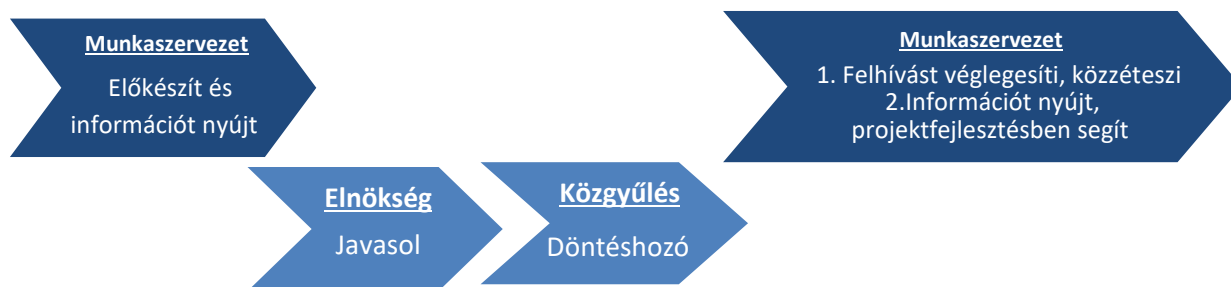 Munkaszervezet
Előkészít és
információt nyújt
Elnökség
Javasol
Közgyűlés
Döntéshozó
Munkaszervezet
1. Felhívást véglegesíti, közzéteszi
2.Információt nyújt,
projektfejlesztésben segít